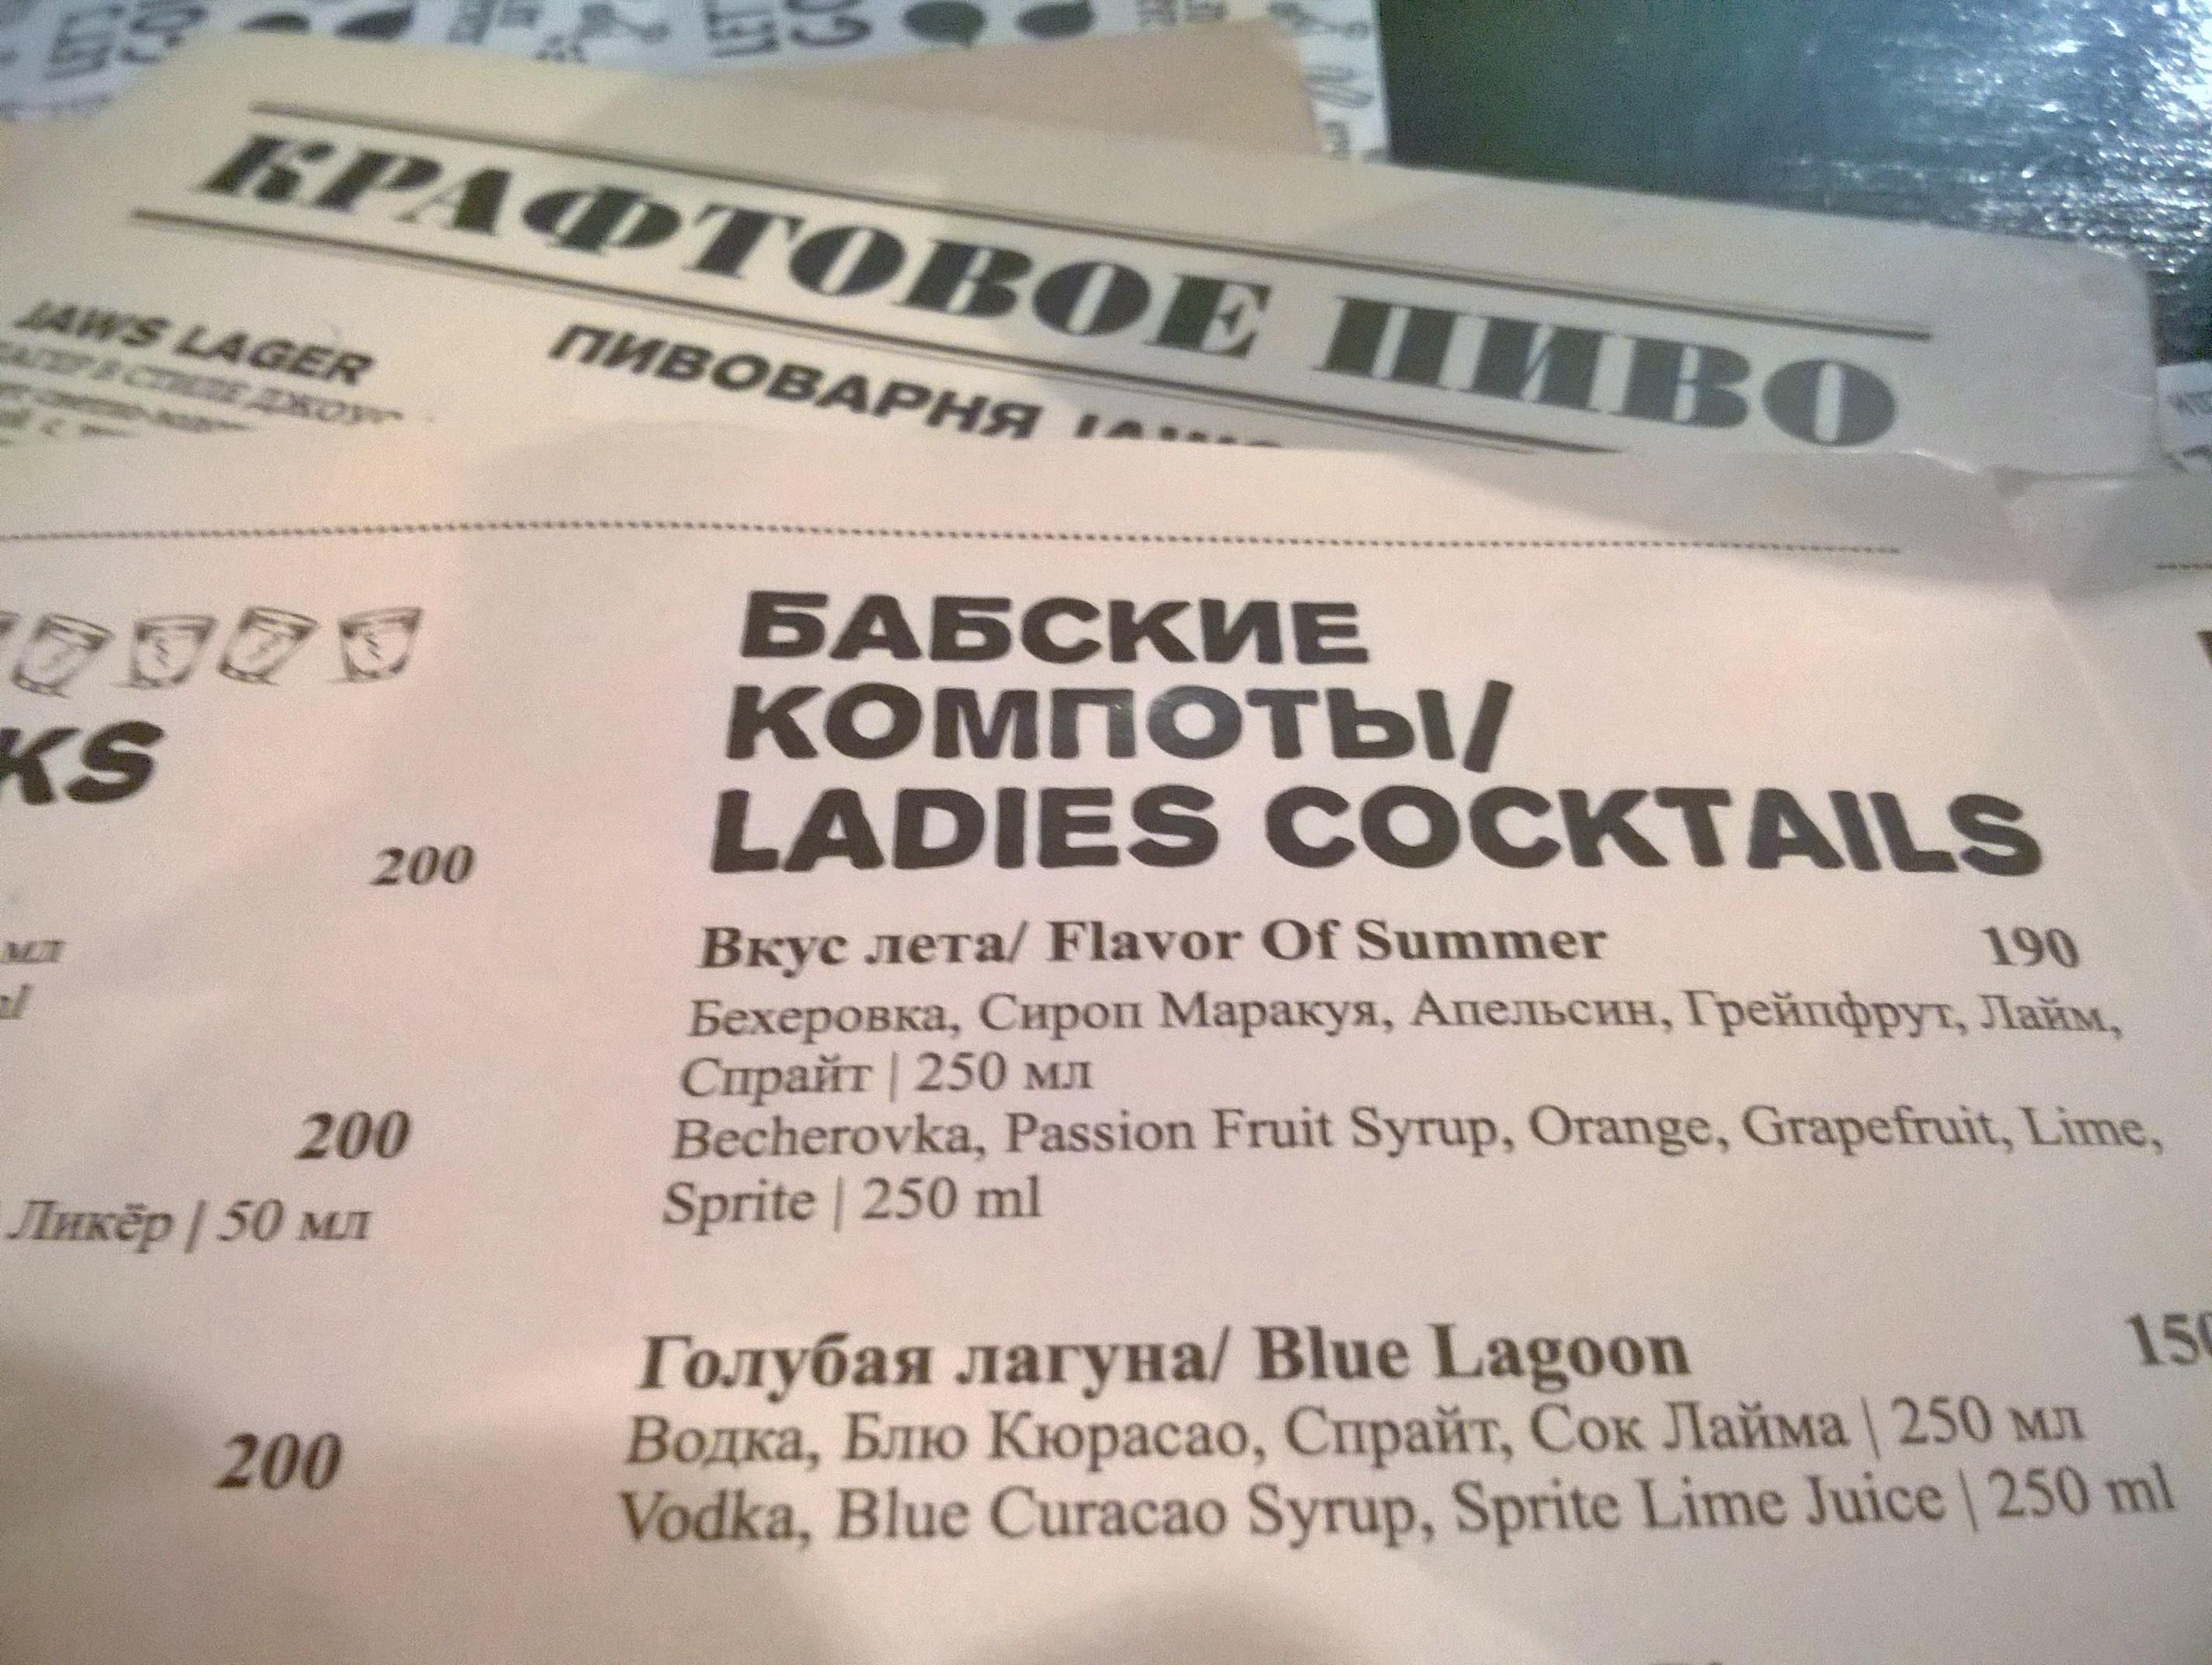 КРАФТОВОЕ ПИВО
JAWS LAGER
ПИВОВАРНЯ JAWS
БАБСКИЕ
КОМПОТЫ/
LADIES COCKTAILS
KS
200
мл
200
Ликёр | 50 мл
200
Вкус лета/ Flavor Of Summer 190
Бехеровка, Сироп Маракуя, Апельсин, Грейпфрут, Лайм,
Спрайт | 250 мл
Becherovka, Passion Fruit Syrup, Orange, Grapefruit, Lime,
Sprite | 250 ml
Голубая лагуна/ Blue Lagoon 150
Водка, Блю Кюрасао, Спрайт, Сок Лайма | 250 мл
Vodka, Blue Curacao Syrup, Sprite Lime Juice | 250 ml